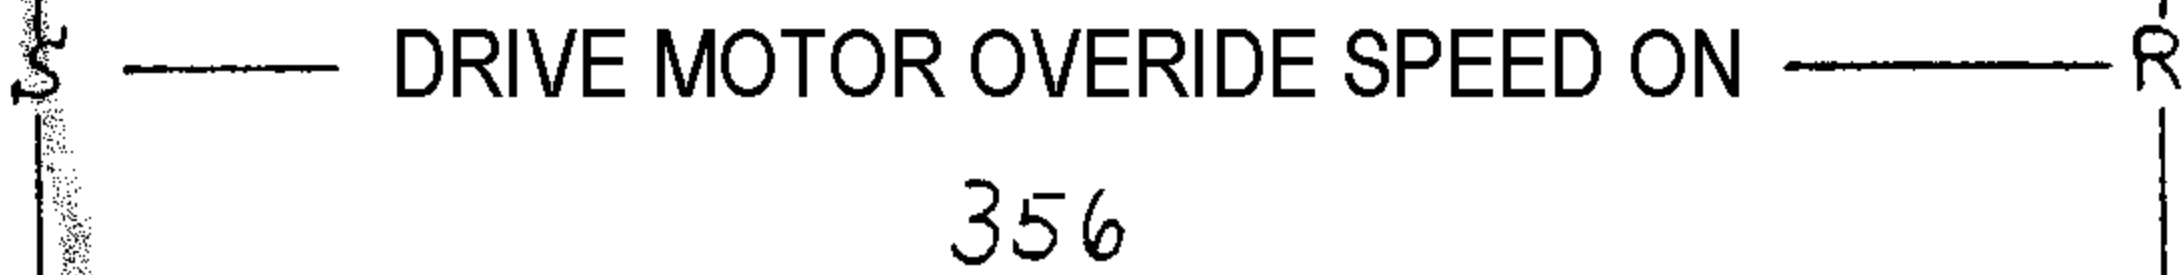 S DRIVE MOTOR OVERIDE SPEED ON R
356